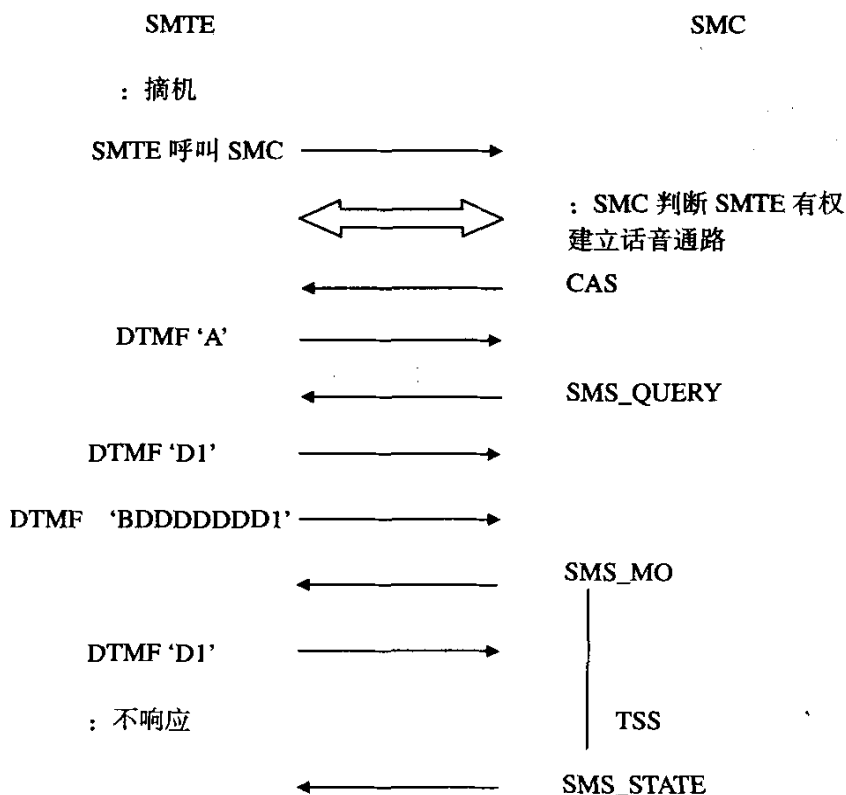 SMTE SMC
：摘机
SMTE 呼叫 SMC
：SMC 判断 SMTE 有权
建立话音通路
CAS
DTMF ‘A’
SMS_QUERY
DTMF ‘D1’
DTMF ‘BDDDDDDD1’
SMS_MO
DTMF ‘D1’
：不响应 TSS
SMS_STATE